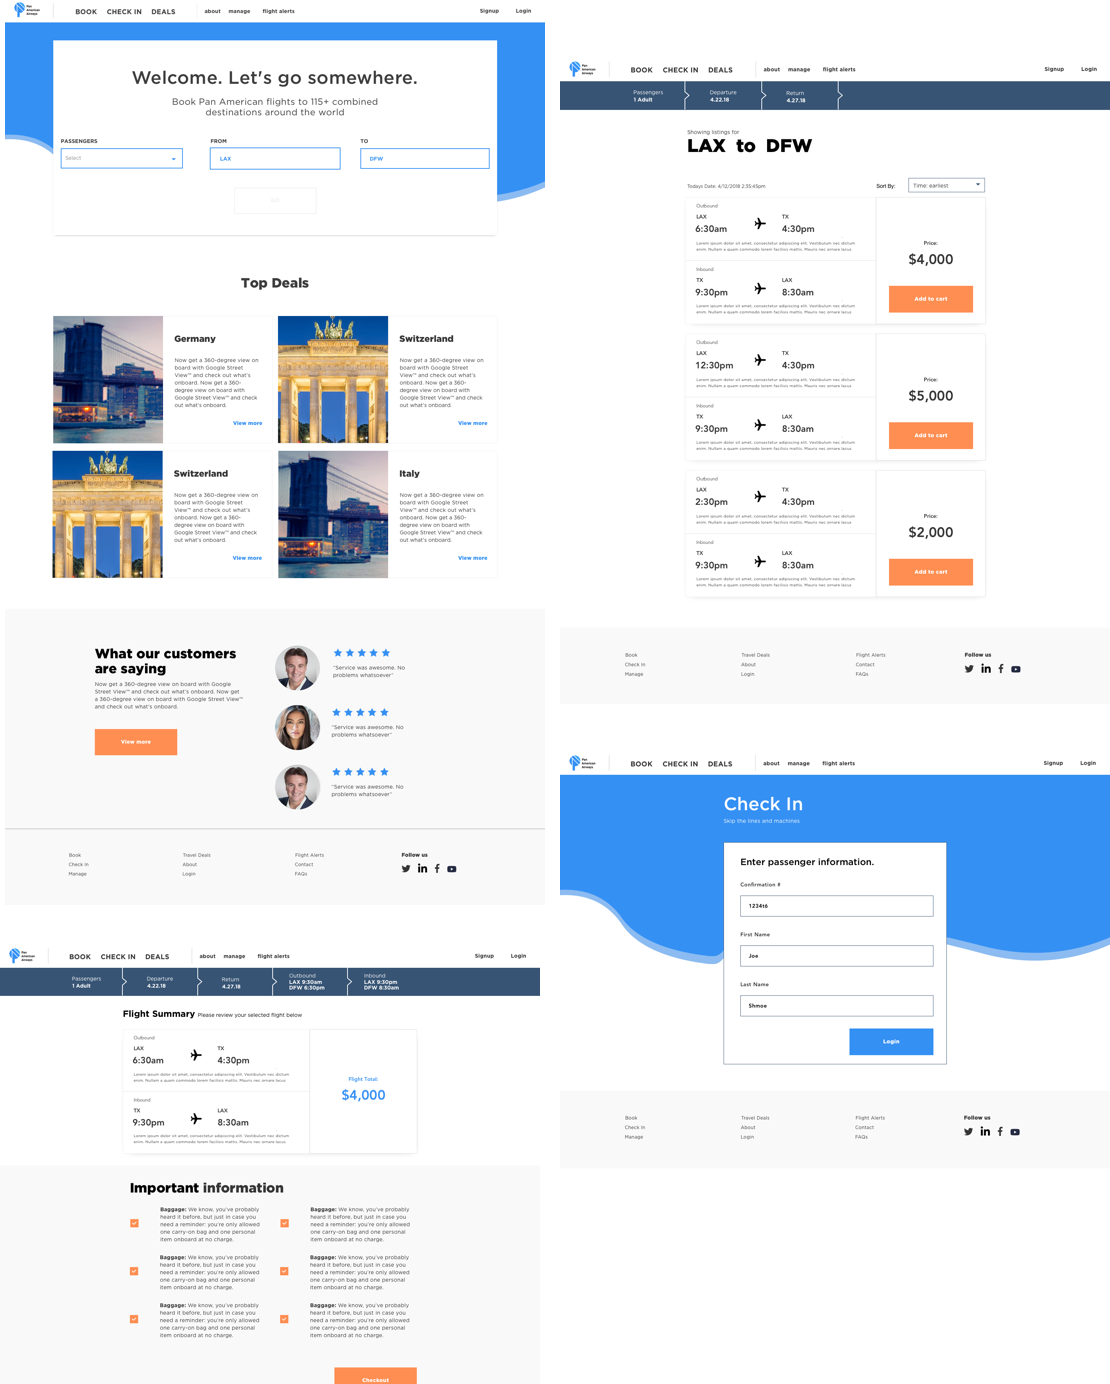 Pan
American
Airways
BOOK CHECK IN DEALS about manage flight alerts Signup Login
Welcome. Let's go somewhere.
Book Pan American flights to 115+ combined
destinations around the world
PASSENGERS FROM TO
Select LAX DFW
Top Deals
Germany
Now get a 360-degree view on
board with Google Street
View™ and check out what's
onboard. Now get a 360-
degree view on board with
Google Street View™ and check
out what's onboard.
View more
Switzerland
Now get a 360-degree view on
board with Google Street
View™ and check out what's
onboard. Now get a 360-
degree view on board with
Google Street View™ and check
out what's onboard.
View more
Switzerland
Now get a 360-degree view on
board with Google Street
View™ and check out what's
onboard. Now get a 360-
degree view on board with
Google Street View™ and check
out what's onboard.
View more
Italy
Now get a 360-degree view on
board with Google Street
View™ and check out what's
onboard. Now get a 360-
degree view on board with
Google Street View™ and check
out what's onboard.
View more
What our customers
are saying
Now get a 360-degree view on board with Google
Street View™ and check out what's onboard. Now get
a 360-degree view on board with Google Street View™
and check out what's onboard.
View more
"Service was awesome. No
problems whatsoever"
"Service was awesome. No
problems whatsoever"
"Service was awesome. No
problems whatsoever"
Book Travel Deals Flight Alerts Follow us
Check In About Contact
Manage Login FAQs
Pan
American
Airways
BOOK CHECK IN DEALS about manage flight alerts Signup Login
Passengers Departure Return Outbound Inbound
1 Adult 4.22.18 4.27.18 LAX 9:30am LAX 9:30pm
DFW 6:30pm DFW 8:30am
Flight Summary Please review your selected flight below
Outbound
LAX TX
6:30am 4:30pm
Lorem ipsum dolor sit amet, consectetur adipiscing elit. Vestibulum nec dictum
enim. Nullam a quam commodo lorem facilisis mattis. Mauris nec ornare lacus
Inbound
TX LAX
9:30pm 8:30am
Lorem ipsum dolor sit amet, consectetur adipiscing elit. Vestibulum nec dictum
enim. Nullam a quam commodo lorem facilisis mattis. Mauris nec ornare lacus
Flight Total:
$4,000
Important information
Baggage: We know, you've probably
heard it before, but just in case you
need a reminder: you're only allowed
one carry-on bag and one personal
item onboard at no charge.
Baggage: We know, you've probably
heard it before, but just in case you
need a reminder: you're only allowed
one carry-on bag and one personal
item onboard at no charge.
Baggage: We know, you've probably
heard it before, but just in case you
need a reminder: you're only allowed
one carry-on bag and one personal
item onboard at no charge.
Baggage: We know, you've probably
heard it before, but just in case you
need a reminder: you're only allowed
one carry-on bag and one personal
item onboard at no charge.
Baggage: We know, you've probably
heard it before, but just in case you
need a reminder: you're only allowed
one carry-on bag and one personal
item onboard at no charge.
Baggage: We know, you've probably
heard it before, but just in case you
need a reminder: you're only allowed
one carry-on bag and one personal
item onboard at no charge.
Checkout
Pan
American
Airways
BOOK CHECK IN DEALS about manage flight alerts Signup Login
Passengers Departure Return
1 Adult 4.22.18 4.27.18
Showing listings for
LAX to DFW
Todays Date: 4/12/2018 2:35:45pm Sort By: Time: earliest
Outbound
LAX TX
6:30am 4:30pm
Lorem ipsum dolor sit amet, consectetur adipiscing elit. Vestibulum nec dictum
enim. Nullam a quam commodo lorem facilisis mattis. Mauris nec ornare lacus
Inbound
TX LAX
9:30pm 8:30am
Lorem ipsum dolor sit amet, consectetur adipiscing elit. Vestibulum nec dictum
enim. Nullam a quam commodo lorem facilisis mattis. Mauris nec ornare lacus
Price:
$4,000
Add to cart
Outbound
LAX TX
12:30pm 4:30pm
Lorem ipsum dolor sit amet, consectetur adipiscing elit. Vestibulum nec dictum
enim. Nullam a quam commodo lorem facilisis mattis. Mauris nec ornare lacus
Inbound
TX LAX
9:30pm 8:30am
Lorem ipsum dolor sit amet, consectetur adipiscing elit. Vestibulum nec dictum
enim. Nullam a quam commodo lorem facilisis mattis. Mauris nec ornare lacus
Price:
$5,000
Add to cart
Outbound
LAX TX
2:30pm 4:30pm
Lorem ipsum dolor sit amet, consectetur adipiscing elit. Vestibulum nec dictum
enim. Nullam a quam commodo lorem facilisis mattis. Mauris nec ornare lacus
Inbound
TX LAX
9:30pm 8:30am
Lorem ipsum dolor sit amet, consectetur adipiscing elit. Vestibulum nec dictum
enim. Nullam a quam commodo lorem facilisis mattis. Mauris nec ornare lacus
Price:
$2,000
Add to cart
Book Travel Deals Flight Alerts Follow us
Check In About Contact
Manage Login FAQs
Pan
American
Airways
BOOK CHECK IN DEALS about manage flight alerts Signup Login
Check In
Skip the lines and machines
Enter passenger information.
Confirmation #
1234t6
First Name
Joe
Last Name
Shmoe
Login
Book Travel Deals Flight Alerts Follow us
Check In About Contact
Manage Login FAQs